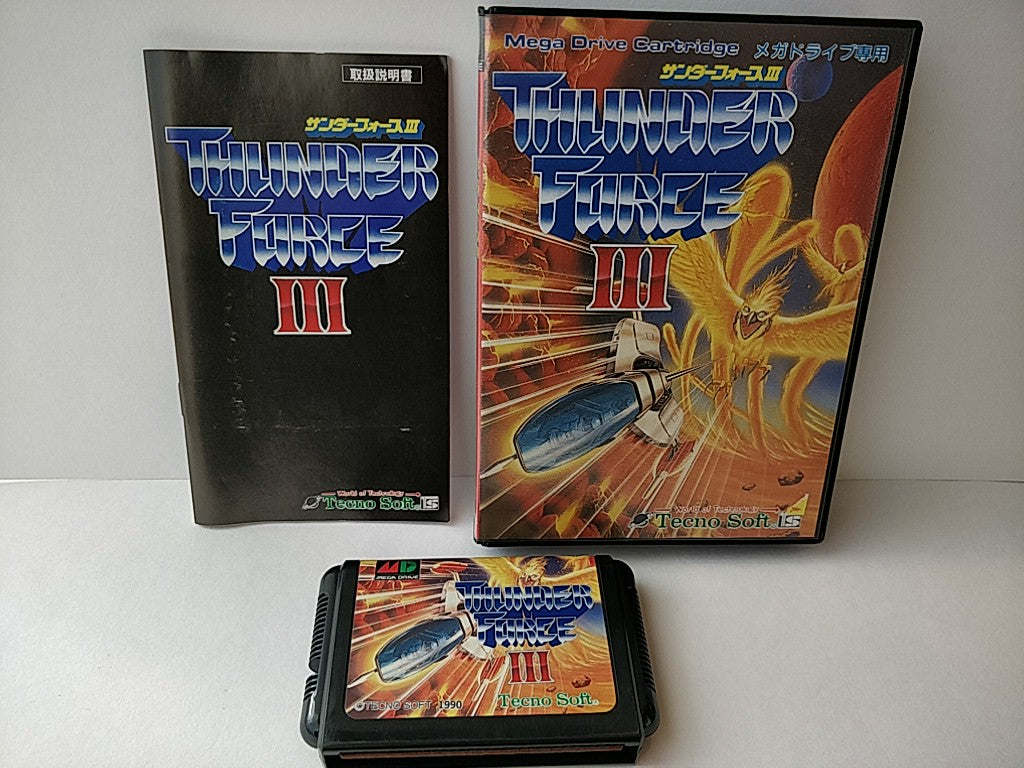 取扱説明書
サンダーフォースIII
THUNDER
FORCE
III
World of Technology
Tecno Soft
Mega Drive Cartridge メガドライブ専用
サンダーフォースIII
THUNDER
FORCE
III
World of Technology
Tecno Soft
MEGA DRIVE
THUNDER
FORCE
III
Tecno Soft
©TECNO SOFT 1990